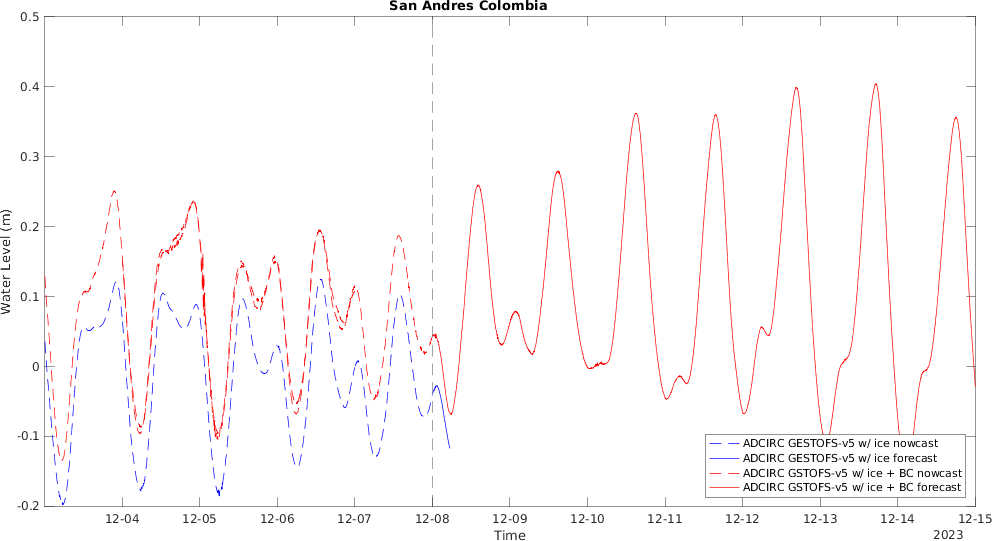 San Andres Colombia
0.5
0.4
0.3
0.2
0.1
0
-0.1
-0.2
Water Level (m)
ADCIRC GESTOFS-v5 w/ ice nowcast
ADCIRC GESTOFS-v5 w/ ice forecast
ADCIRC GSTOFS-v5 w/ ice + BC nowcast
ADCIRC GSTOFS-v5 w/ ice + BC forecast
12-04 12-05 12-06 12-07 12-08 12-09 12-10 12-11 12-12 12-13 12-14 12-15
Time
2023